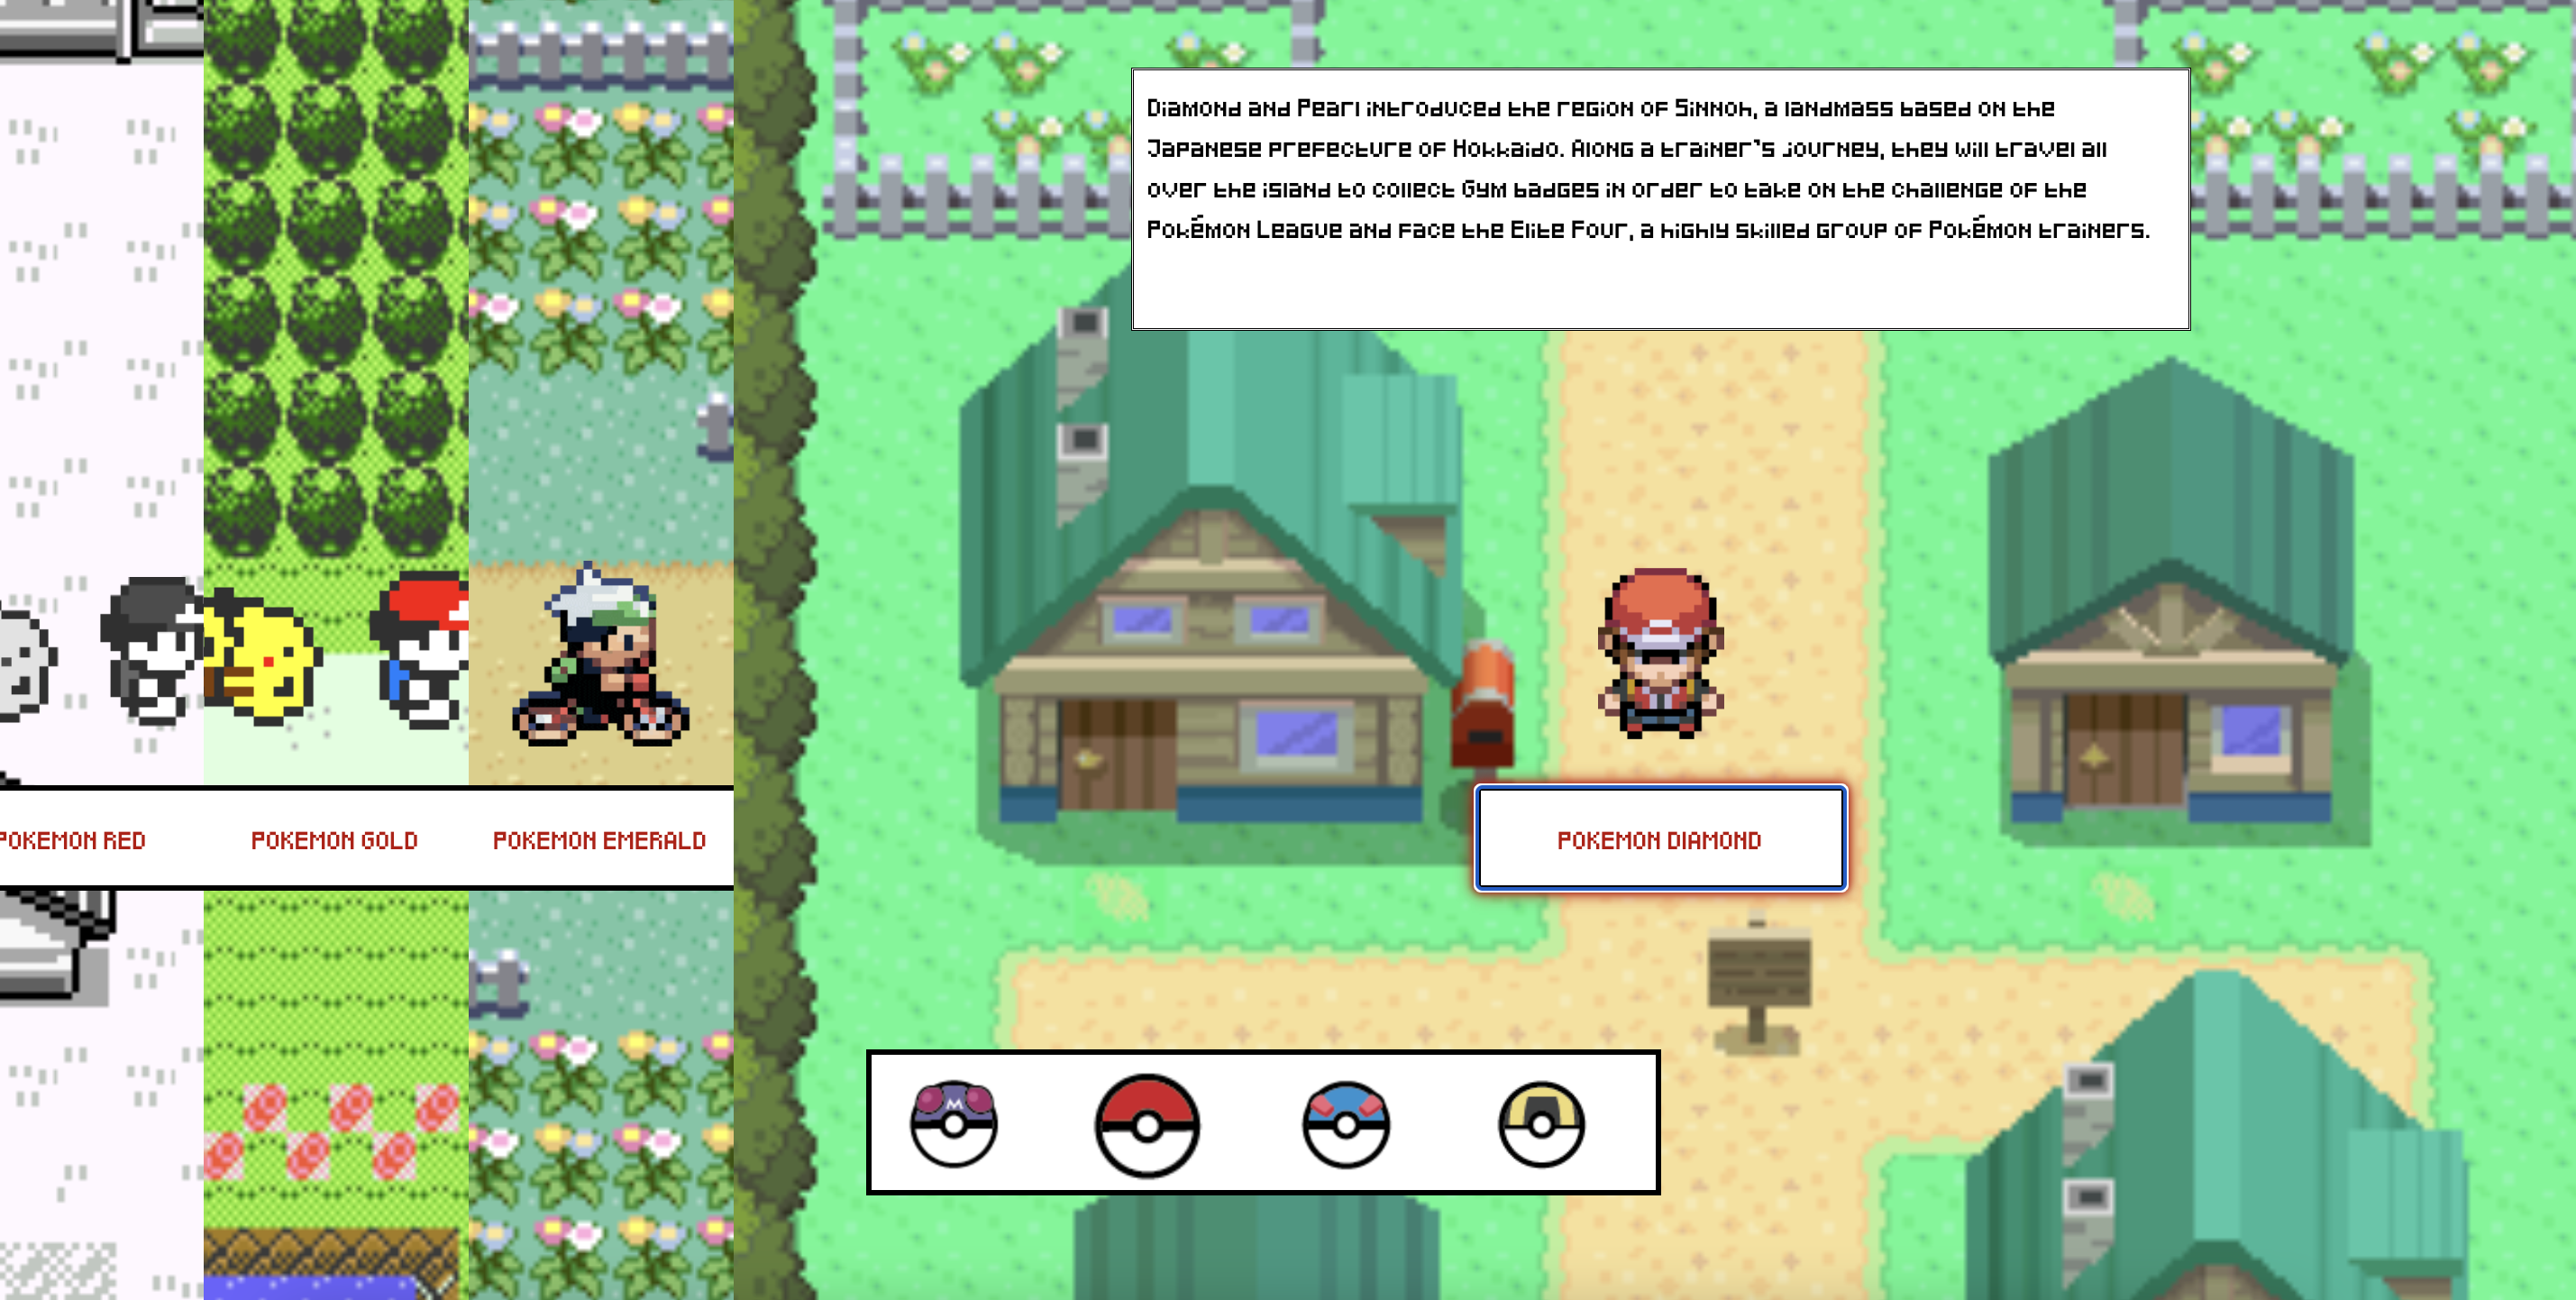 Diamond and Pearl introduced the region of Sinnoh, a landmass based on the
Japanese prefecture of Hokkaido. Along a trainer's journey, they will travel all
over the island to collect Gym badges in order to take on the challenge of the
Pokémon League and face the Elite Four, a highly skilled group of Pokémon trainers.
POKEMON RED
POKEMON GOLD
POKEMON EMERALD
POKEMON DIAMOND
M